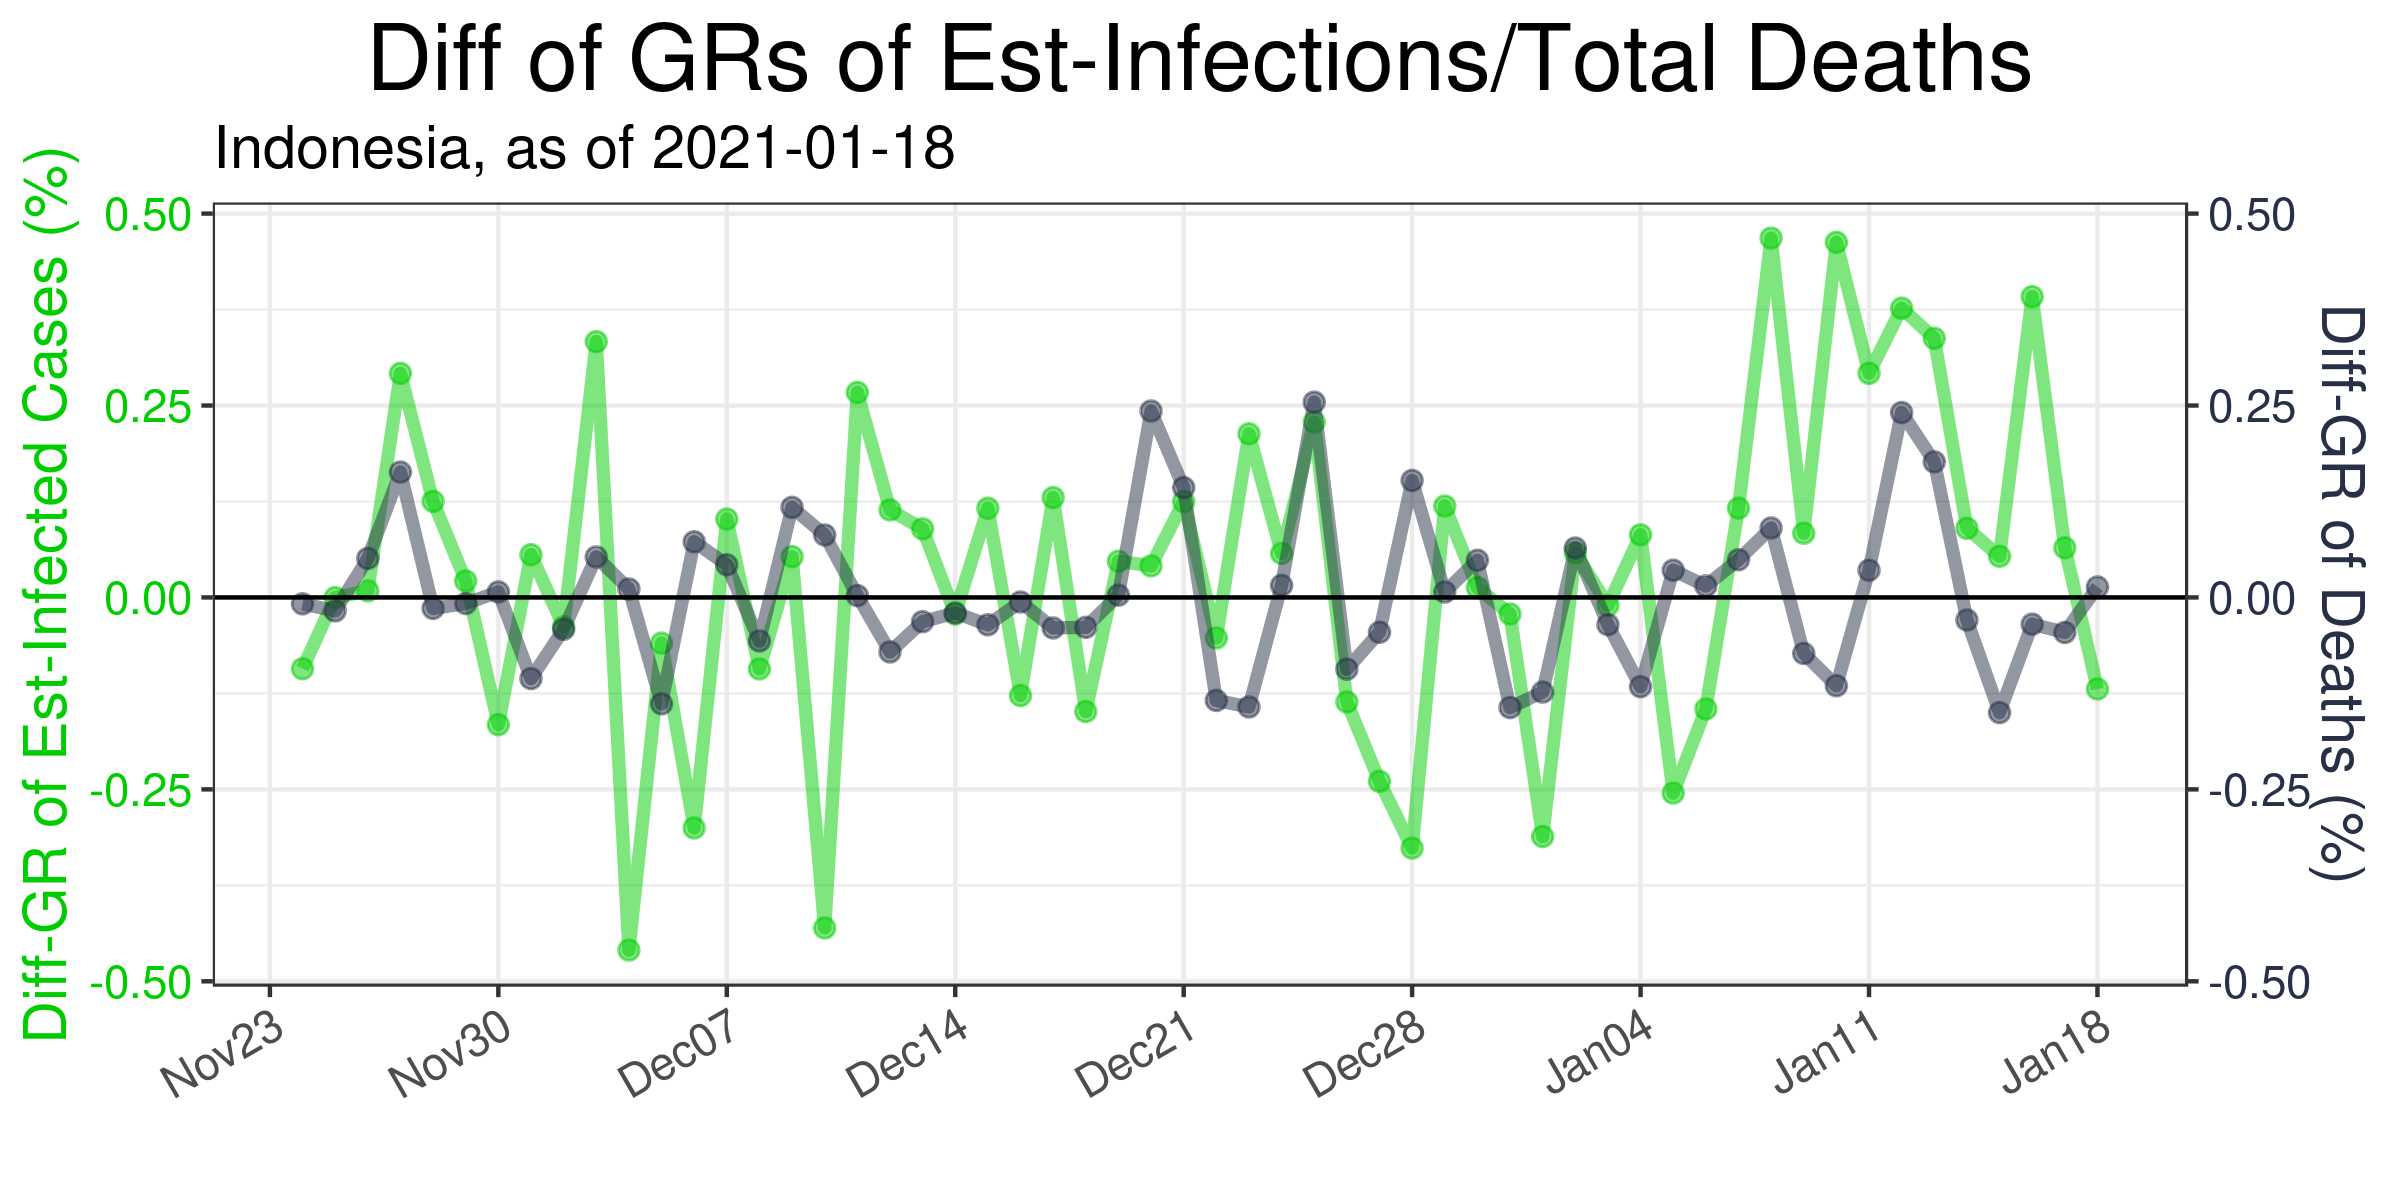 Diff of GRs of Est-Infections/Total Deaths
Indonesia, as of 2021-01-18
Diff-GR of Est-Infected Cases (%)
0.50
0.25
0.00
-0.25
-0.50
0.50
0.25
0.00
-0.25
-0.50
Diff-GR of Deaths (%)
Nov23
Nov30
Dec07
Dec14
Dec21
Dec28
Jan04
Jan11
Jan18